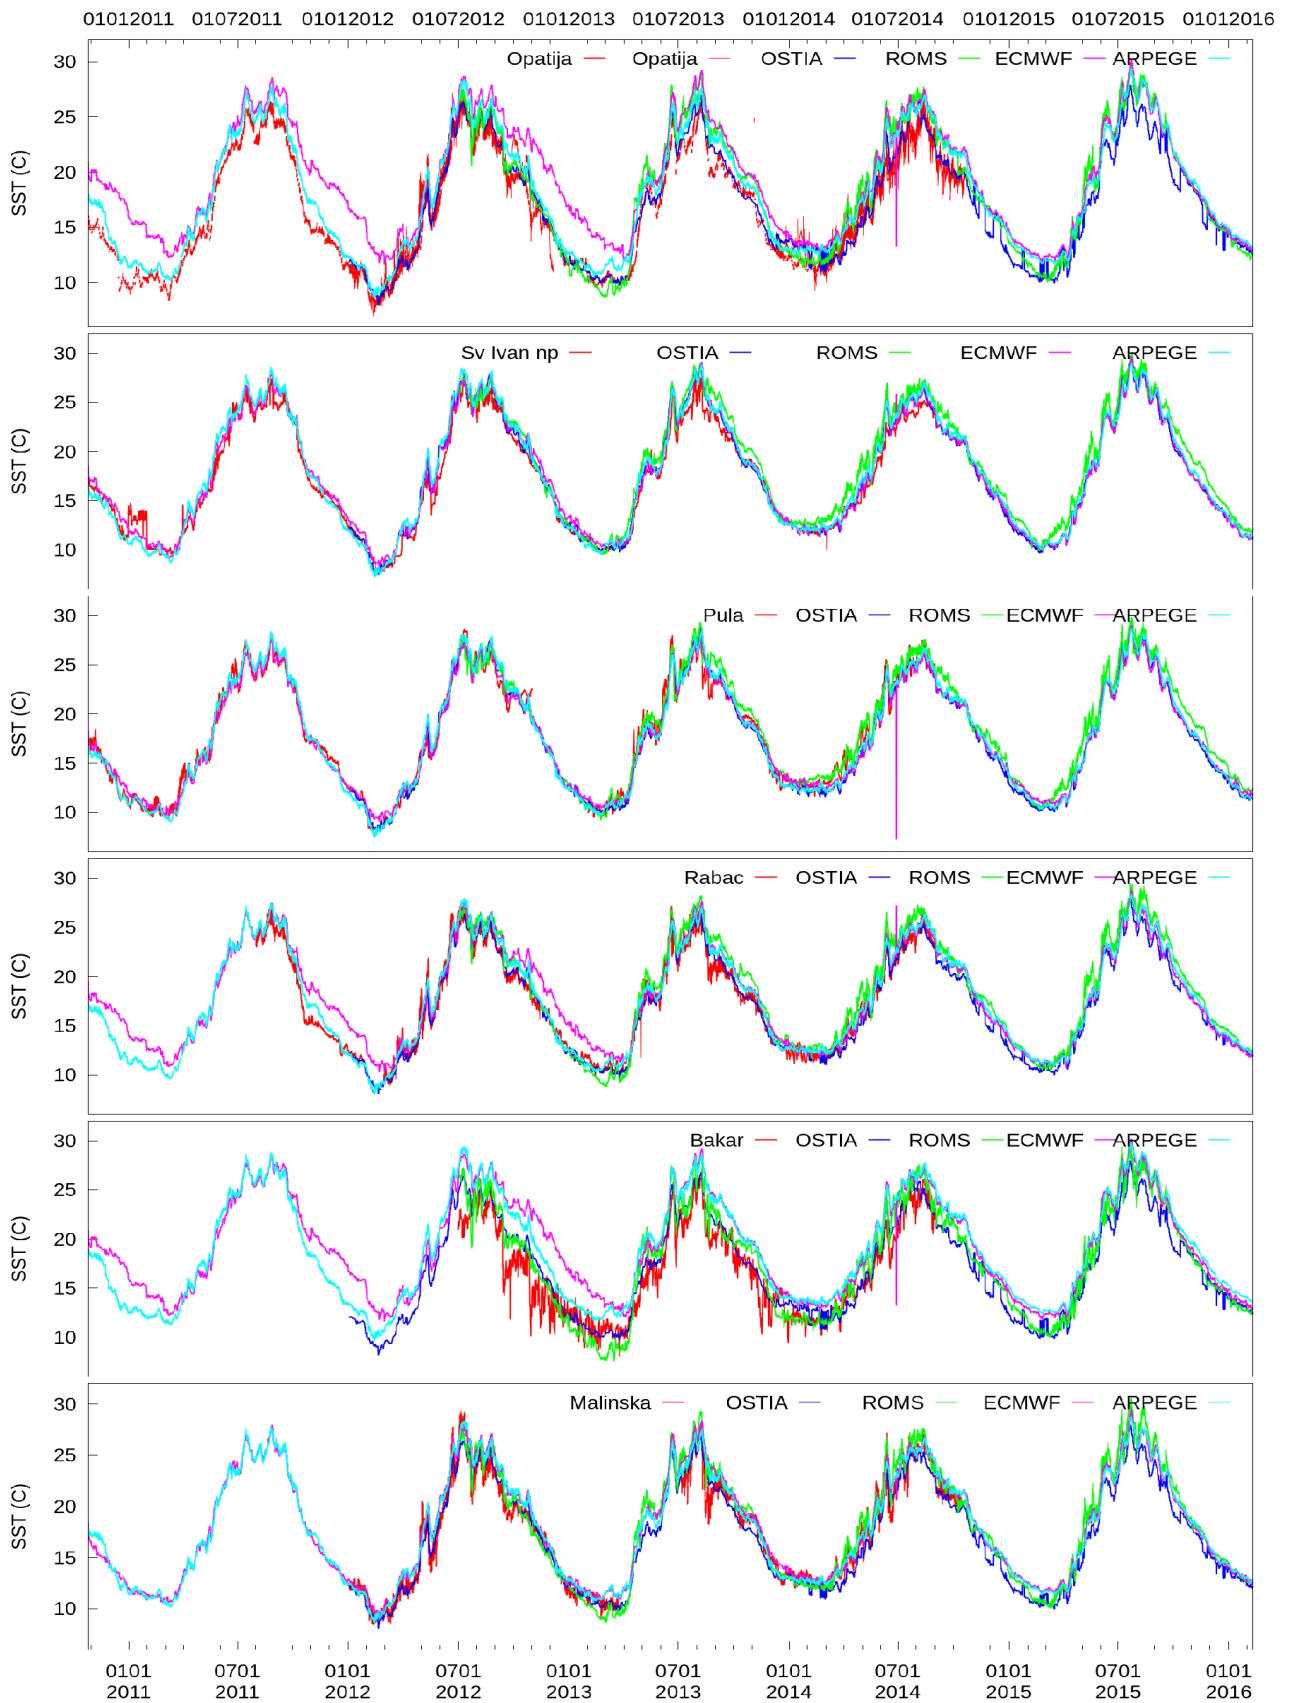 01012011 01072011 01012012 01072012 01012013 01072013 01012014 01072014 01012015 01072015 01012016
Opatija Opatija OSTIA ROMS ECMWF ARPEGE
30
25
20
15
10
SST (C)
Sv Ivan np OSTIA ROMS ECMWF ARPEGE
30
25
20
15
10
SST (C)
Pula OSTIA ROMS ECMWF ARPEGE
30
25
20
15
10
SST (C)
Rabac OSTIA ROMS ECMWF ARPEGE
30
25
20
15
10
SST (C)
Bakar OSTIA ROMS ECMWF ARPEGE
30
25
20
15
10
SST (C)
Malinska OSTIA ROMS ECMWF ARPEGE
30
25
20
15
10
SST (C)
0101 0701 0101 0701 0101 0701 0101 0701 0101 0701 0101
2011 2011 2012 2012 2013 2013 2014 2014 2015 2015 2016